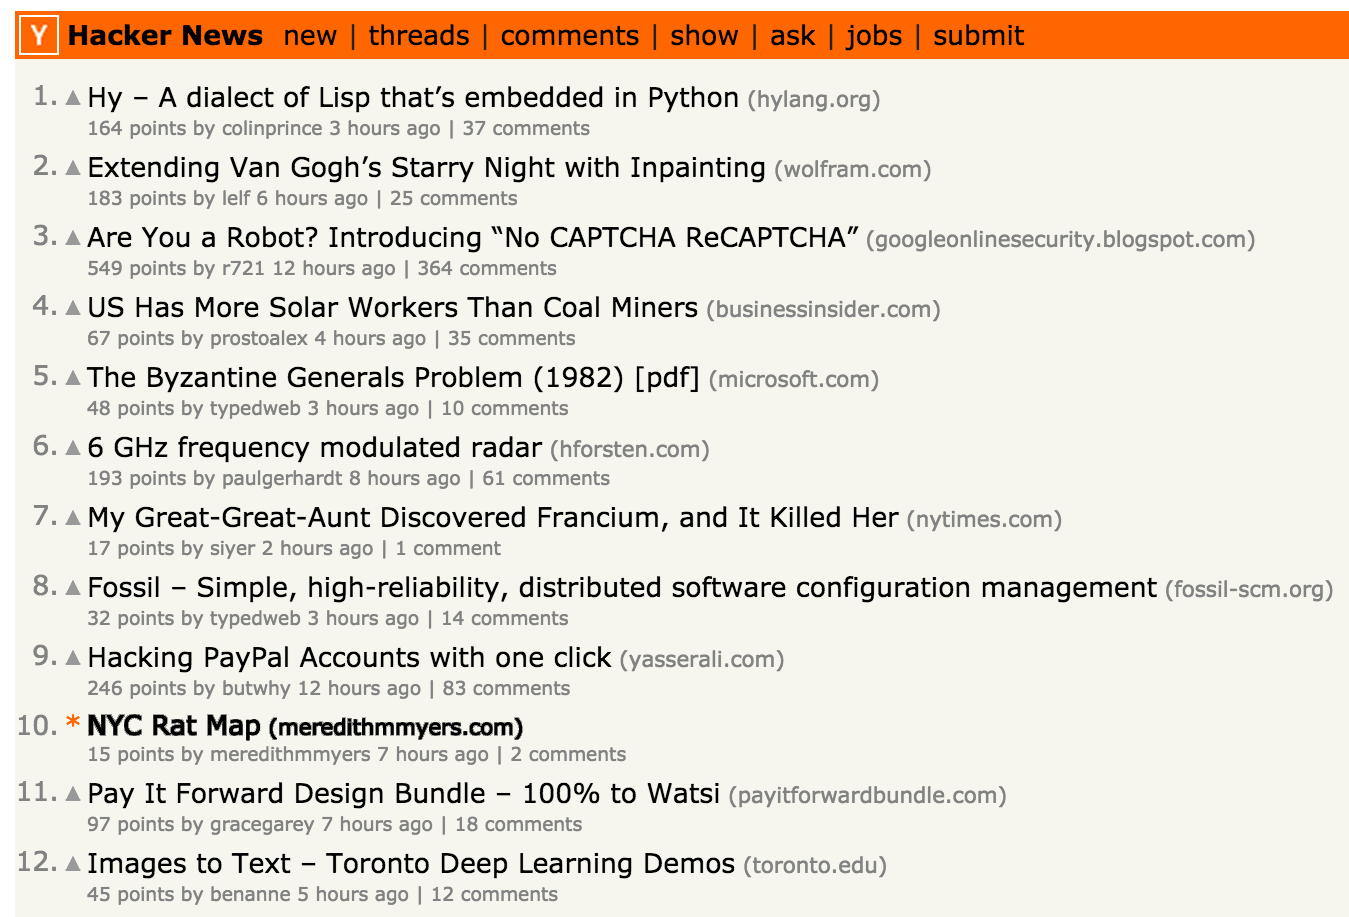 Y Hacker News new | threads | comments | show | ask | jobs | submit
1. ▲ Hy – A dialect of Lisp that’s embedded in Python (hylang.org)
164 points by colinprince 3 hours ago | 37 comments
2. ▲ Extending Van Gogh’s Starry Night with Inpainting (wolfram.com)
183 points by lelf 6 hours ago | 25 comments
3. ▲ Are You a Robot? Introducing “No CAPTCHA ReCAPTCHA” (googleonlinesecurity.blogspot.com)
549 points by r721 12 hours ago | 364 comments
4. ▲ US Has More Solar Workers Than Coal Miners (businessinsider.com)
67 points by prostoalex 4 hours ago | 35 comments
5. ▲ The Byzantine Generals Problem (1982) [pdf] (microsoft.com)
48 points by typedweb 3 hours ago | 10 comments
6. ▲ 6 GHz frequency modulated radar (hforsten.com)
193 points by paulgerhardt 8 hours ago | 61 comments
7. ▲ My Great-Great-Aunt Discovered Francium, and It Killed Her (nytimes.com)
17 points by siyer 2 hours ago | 1 comment
8. ▲ Fossil – Simple, high-reliability, distributed software configuration management (fossil-scm.org)
32 points by typedweb 3 hours ago | 14 comments
9. ▲ Hacking PayPal Accounts with one click (yasserali.com)
246 points by butwhy 12 hours ago | 83 comments
10. * NYC Rat Map (meredithmmyers.com)
15 points by meredithmmyers 7 hours ago | 2 comments
11. ▲ Pay It Forward Design Bundle – 100% to Watsi (payitforwardbundle.com)
97 points by gracegarey 7 hours ago | 18 comments
12. ▲ Images to Text – Toronto Deep Learning Demos (toronto.edu)
45 points by benanne 5 hours ago | 12 comments